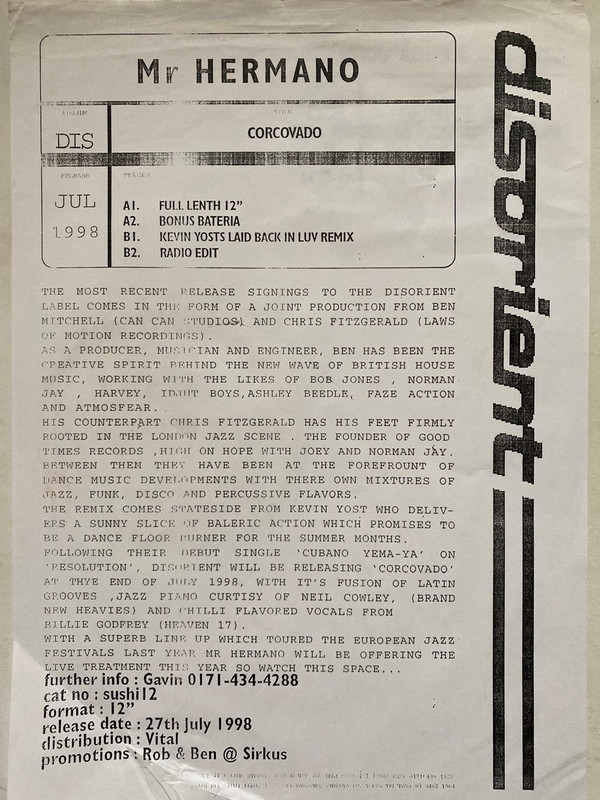 Mr HERMANO
disorient
DIS
CORCOVADO
JUL
1998
A1. FULL LENTH 12”
A2. BONUS BATERIA
B1. KEVIN YOSTS LAID BACK IN LUV REMIX
B2. RADIO EDIT
THE MOST RECENT RELEASE SIGNINGS TO THE DISORIENT
LABEL COMES IN THE FORM OF A JOINT PRODUCTION FROM BEN
MITCHELL (CAN CAN STUDIOS) AND CHRIS FITZGERALD (LAWS
OF MOTION RECORDINGS).
AS A PRODUCER, MUSICIAN AND ENGINEER, BEN HAS BEEN THE
CREATIVE SPIRIT BEHIND THE NEW WAVE OF BRITISH HOUSE
MUSIC, WORKING WITH THE LIKES OF BOB JONES , NORMAN
JAY , HARVEY, IDJUT BOYS,ASHLEY BEEDLE, FAZE ACTION
AND ATMOSFEAR.
HIS COUNTERPART CHRIS FITZGERALD HAS HIS FEET FIRMLY
ROOTED IN THE LONDON JAZZ SCENE . THE FOUNDER OF GOOD
TIMES RECORDS ,HIGH ON HOPE WITH JOEY AND NORMAN JAY.
BETWEEN THEM THEY HAVE BEEN AT THE FOREFRONT OF
DANCE MUSIC DEVELOPMENTS WITH THERE OWN MIXTURES OF
JAZZ, FUNK, DISCO AND PERCUSSIVE FLAVORS.
THE REMIX COMES STATESIDE FROM KEVIN YOST WHO DELIV-
ERS A SUNNY SLICE OF BALERIC ACTION WHICH PROMISES TO
BE A DANCE FLOOR BURNER FOR THE SUMMER MONTHS.
FOLLOWING THEIR DEBUT SINGLE ‘CUBANO YEMA-YA’ ON
‘RESOLUTION’, DISORIENT WILL BE RELEASING ‘CORCOVADO’
AT THYE END OF JULY 1998, WITH IT’S FUSION OF LATIN
GROOVES ,JAZZ PIANO CURTISY OF NEIL COWLEY, (BRAND
NEW HEAVIES) AND CHILLI FLAVORED VOCALS FROM
BILLIE GODFREY (HEAVEN 17).
WITH A SUPERB LINE UP WHICH TOURED THE EUROPEAN JAZZ
FESTIVALS LAST YEAR MR HERMANO WILL BE OFFERING THE
LIVE TREATMENT THIS YEAR SO WATCH THIS SPACE...
further info : Gavin 0171-434-4288
cat no : sushi12
format : 12”
release date : 27th July 1998
distribution : Vital
promotions : Rob & Ben @ Sirkus